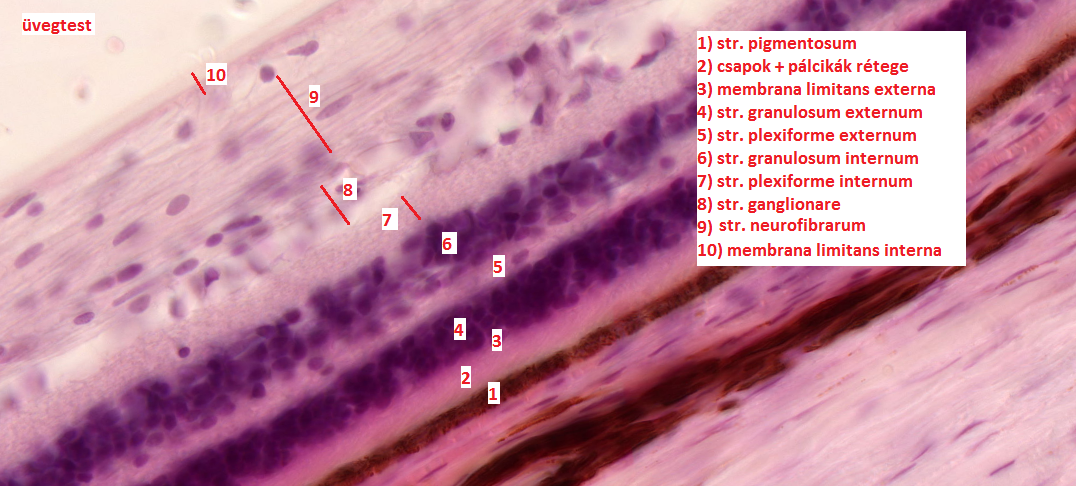 üvegtest
10
9
8
7
6
5
4
3
2
1
1) str. pigmentosum
2) csapok + pálcikák rétege
3) membrana limitans externa
4) str. granulosum externum
5) str. plexiforme externum
6) str. granulosum internum
7) str. plexiforme internum
8) str. ganglionare
9) str. neurofibrarum
10) membrana limitans interna